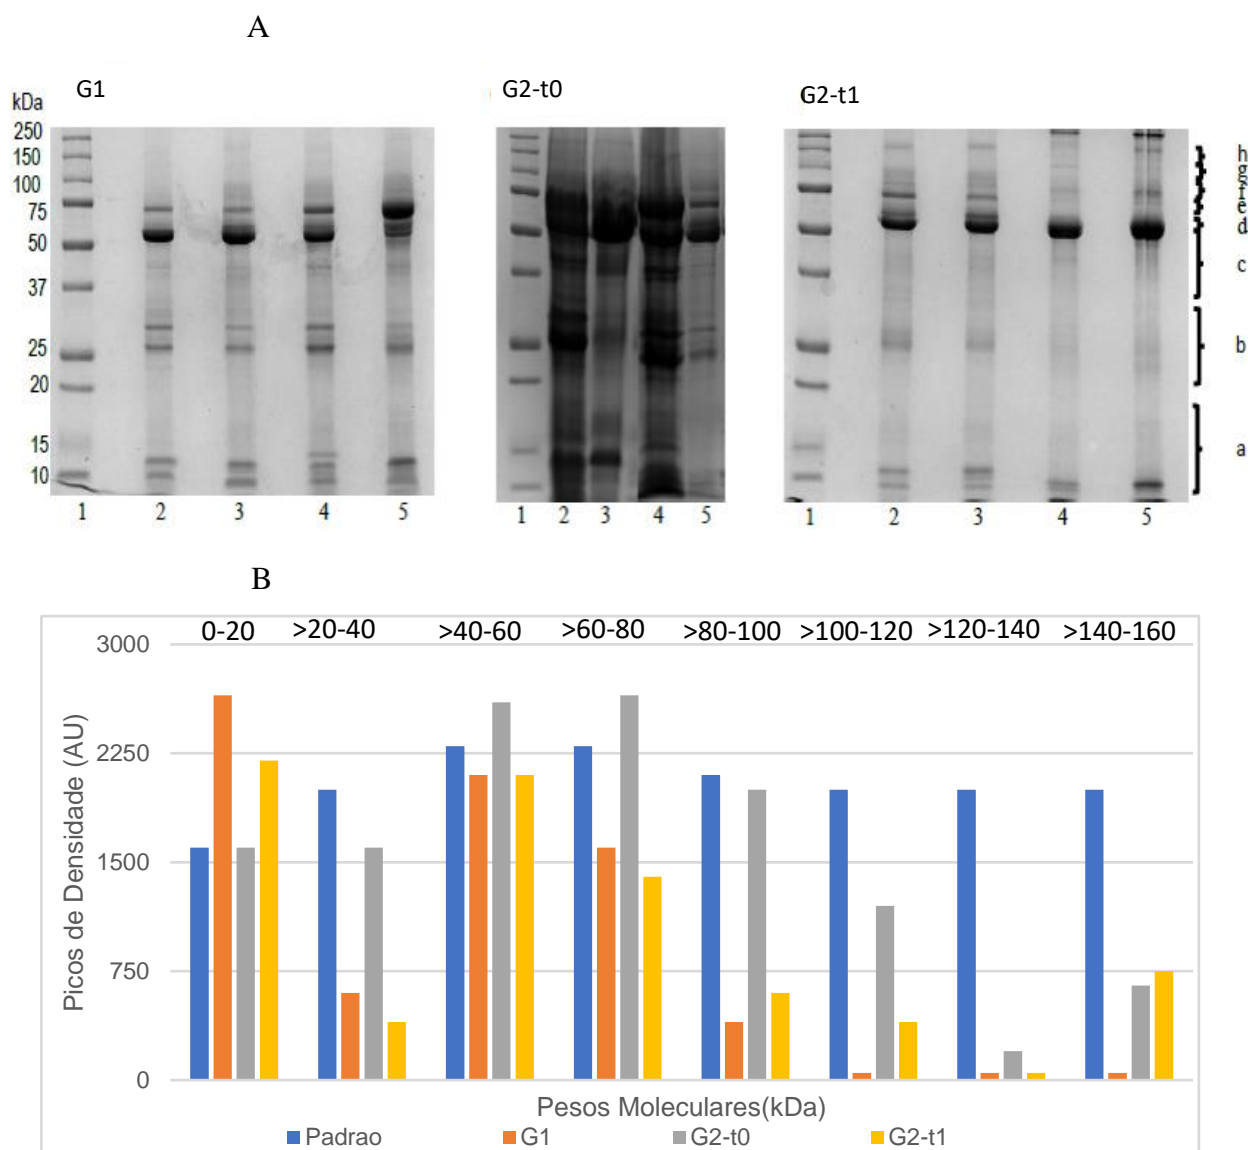 A
G1
G2-t0
G2-t1
kDa
250
150
100
75
50
37
25
20
15
10
h
g
f
e
d
c
b
a
1 2 3 4 5
1 2 3 4 5
1 2 3 4 5
B
0-20 >20-40 >40-60 >60-80 >80-100 >100-120 >120-140 >140-160
3000
2250
1500
750
0
Picos de Densidade (AU)
Pesos Moleculares(kDa)
Padrao G1 G2-t0 G2-t1